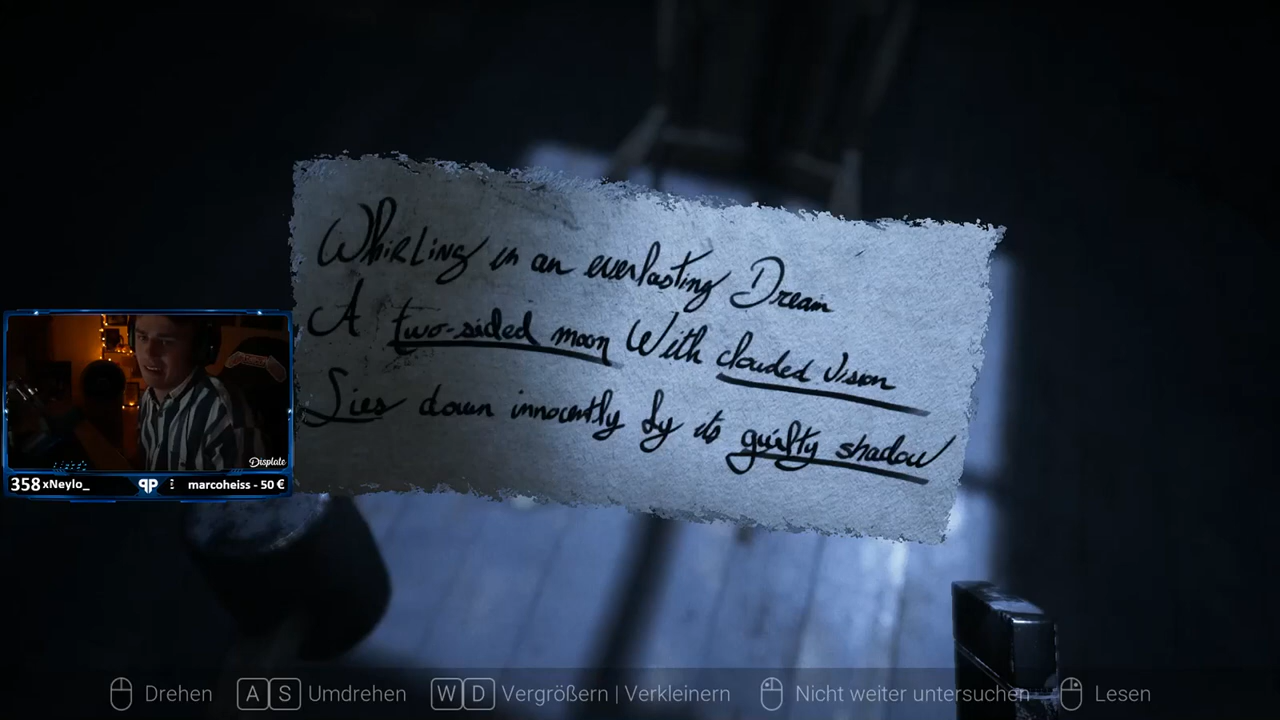 Whirling in an everlasting Dream
A two-sided moon With clouded vision
Lies down innocently by its guilty shadow
Displate
358 xNeylo_
marcoheiss - 50 €
Drehen
A S Umdrehen
W D Vergrößern | Verkleinern
Nicht weiter untersuchen
Lesen